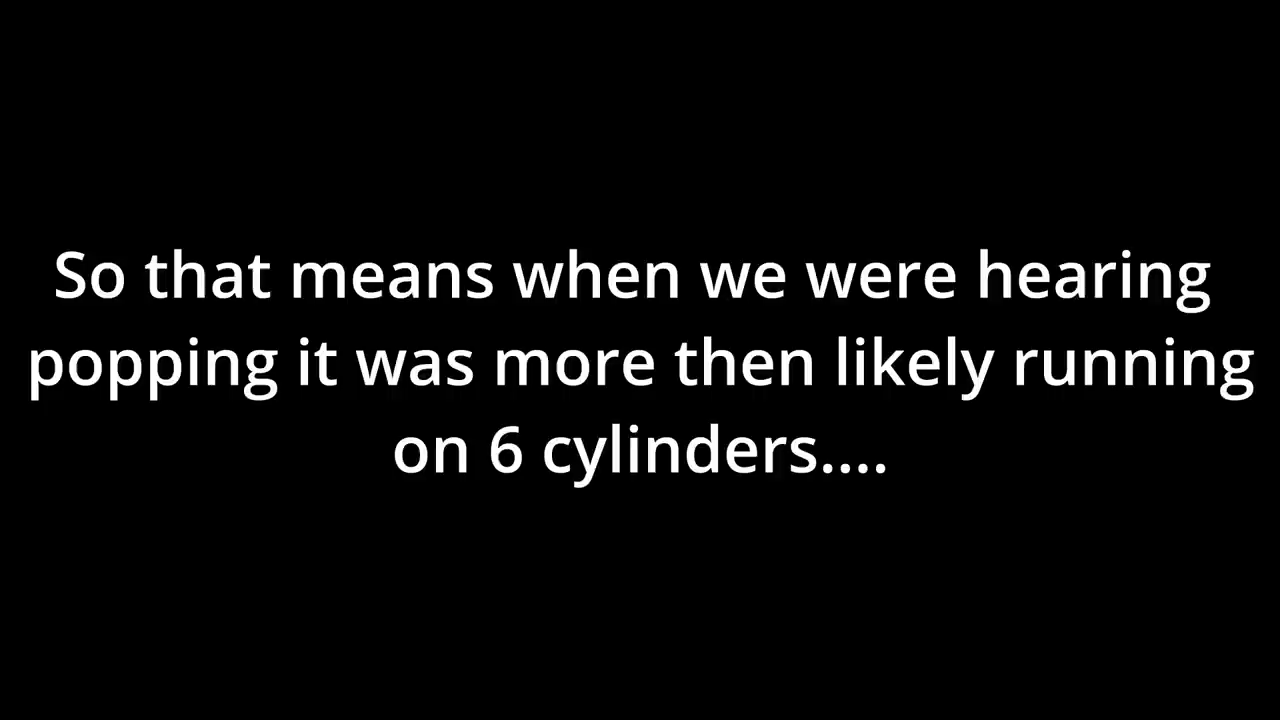 So that means when we were hearing
popping it was more then likely running
on 6 cylinders....